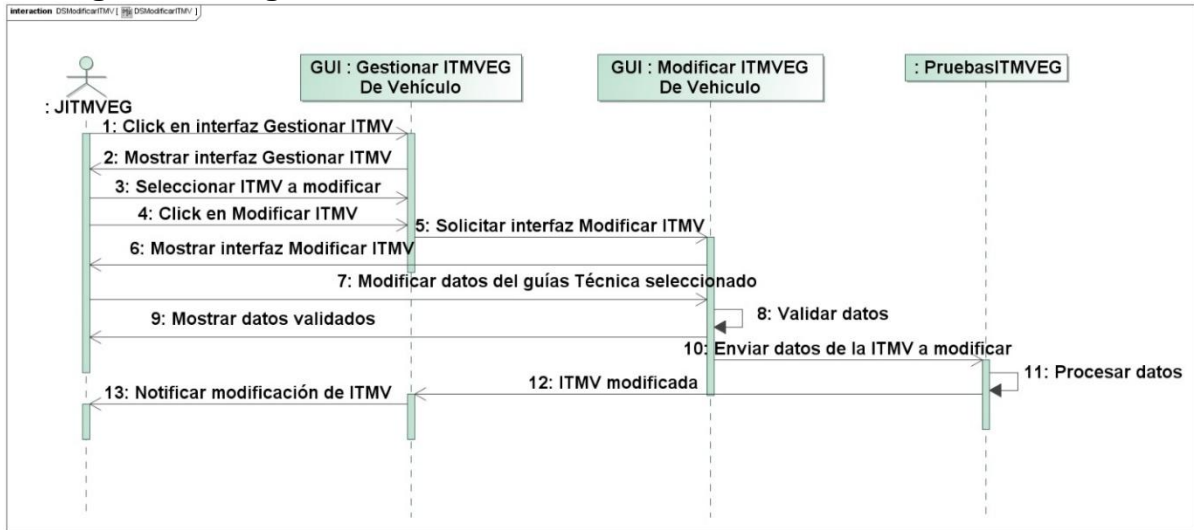 interaction DSModificarITMV [ DSModificarITMV ]
GUI : Gestionar ITMVEG
De Vehículo
GUI : Modificar ITMVEG
De Vehiculo
: PruebasITMVEG
: JITMVEG
1: Click en interfaz Gestionar ITMV
2: Mostrar interfaz Gestionar ITMV
3: Seleccionar ITMV a modificar
4: Click en Modificar ITMV
5: Solicitar interfaz Modificar ITMV
6: Mostrar interfaz Modificar ITMV
7: Modificar datos del guías Técnica seleccionado
8: Validar datos
9: Mostrar datos validados
10: Enviar datos de la ITMV a modificar
11: Procesar datos
12: ITMV modificada
13: Notificar modificación de ITMV